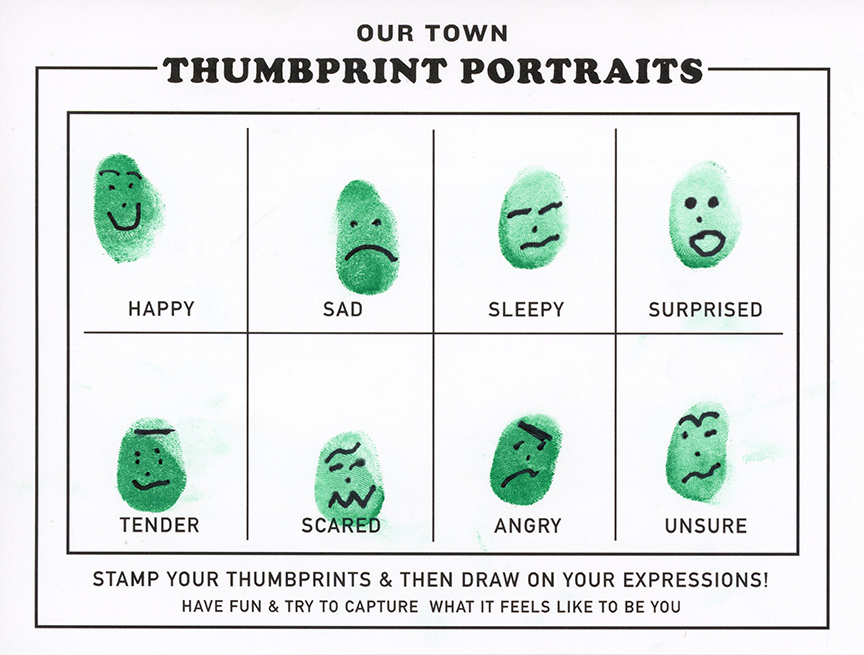 OUR TOWN
THUMBPRINT PORTRAITS
HAPPY SAD SLEEPY SURPRISED
TENDER SCARED ANGRY UNSURE
STAMP YOUR THUMBPRINTS & THEN DRAW ON YOUR EXPRESSIONS!
HAVE FUN & TRY TO CAPTURE WHAT IT FEELS LIKE TO BE YOU